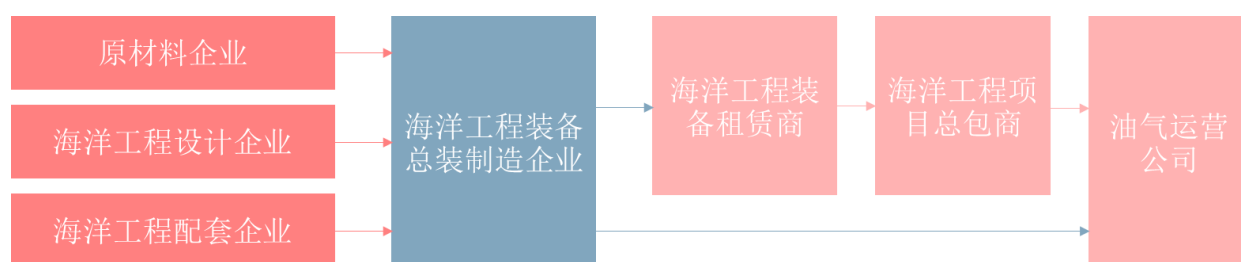 原材料企业
海洋工程设计企业
海洋工程配套企业
海洋工程装备
总装制造企业
海洋工程装
备租赁商
海洋工程项
目总包商
油气运营
公司